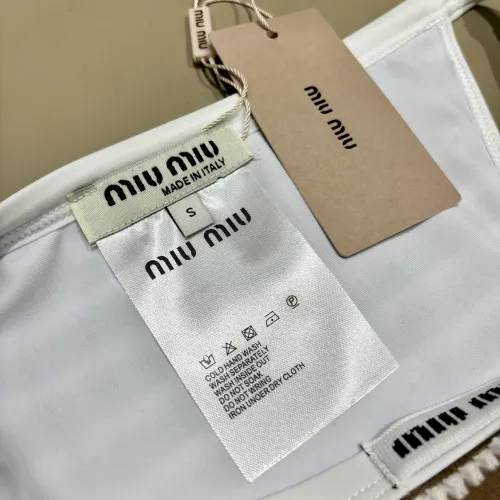 MIU
MIU
MIU MIU
MIU MIU
MADE IN ITALY
S
MIU MIU
COLD HAND WASH
WASH SEPARATELY
WASH INSIDE OUT
DO NOT SOAK
DO NOT WRING
IRON UNGER DRY CLOTH